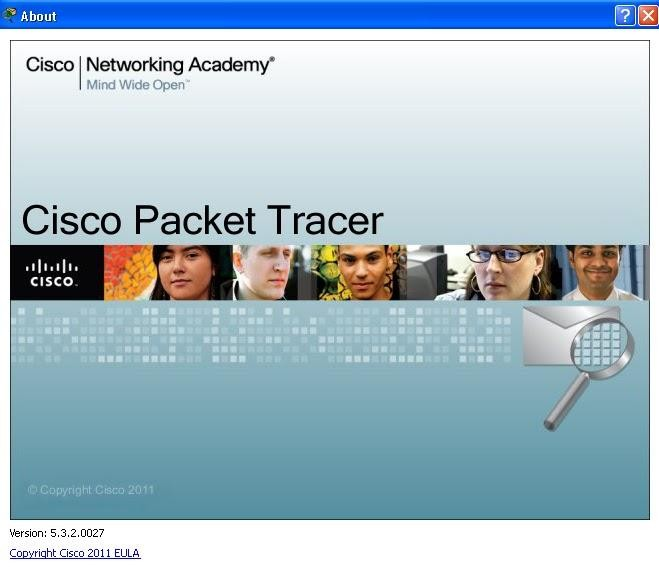 About
Cisco Networking Academy®
Mind Wide Open™
Cisco Packet Tracer
CISCO
© Copyright Cisco 2011
Version: 5.3.2.0027
Copyright Cisco 2011 EULA